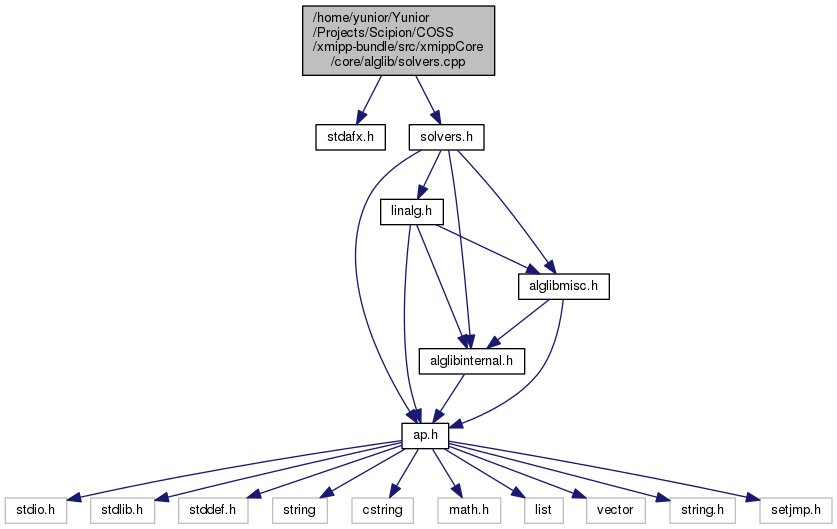 /home/yunior/Yunior
/Projects/Scipion/COSS
/xmipp-bundle/src/xmippCore
/core/alglib/solvers.cpp
stdafx.h
solvers.h
linalg.h
alglibmisc.h
alglibinternal.h
ap.h
stdio.h
stdlib.h
stddef.h
string
cstring
math.h
list
vector
string.h
setjmp.h